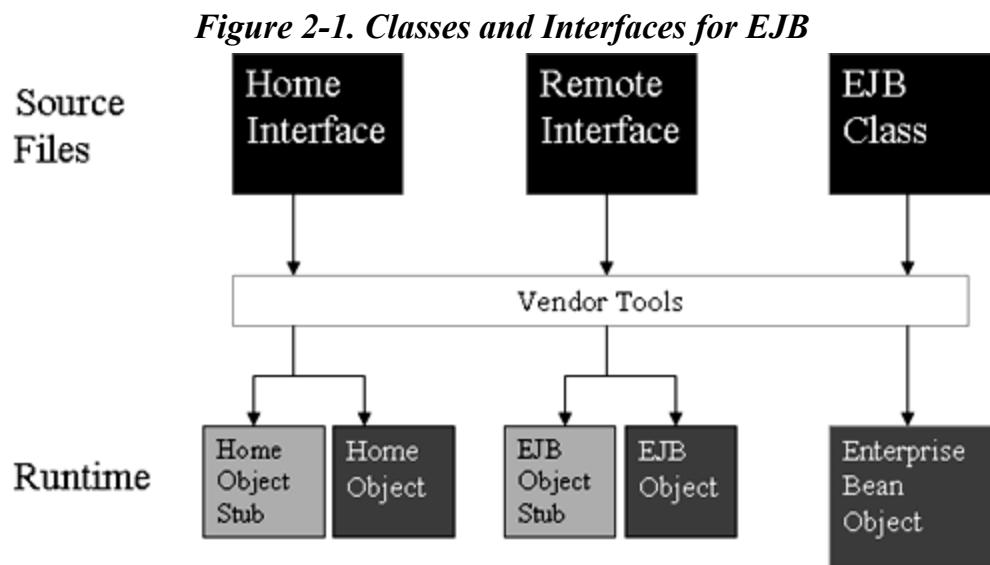 Figure 2-1. Classes and Interfaces for EJB
Source
Files
Home
Interface
Remote
Interface
EJB
Class
Vendor Tools
Runtime
Home
Object
Stub
Home
Object
EJB
Object
Stub
EJB
Object
Enterprise
Bean
Object